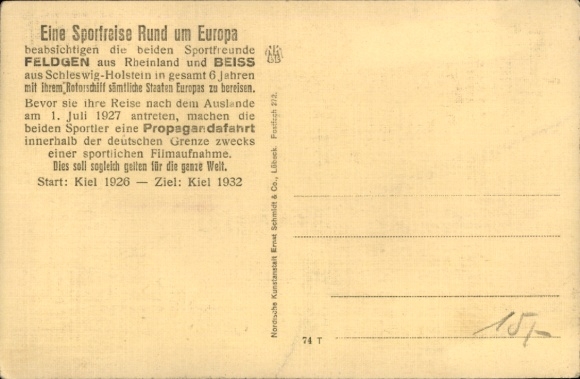 Eine Sportreise Rund um Europa
beabsichtigen die beiden Sportfreunde
FELDGEN aus Rheinland und BEISS
aus Schleswig-Holstein in gesamt 6 Jahren
mit ihrem „Rotorschiff sämtliche Staaten Europas zu bereisen.
Bevor sie ihre Reise nach dem Auslande
am 1. Juli 1927 antreten, machen die
beiden Sportler eine Propagandafahrt
innerhalb der deutschen Grenze zwecks
einer sportlichen Filmaufnahme.
Dies soll sogleich gelten für die ganze Welt.
Start: Kiel 1926 — Ziel: Kiel 1932
Nordische Kunstanstalt Ernst Schmidt & Co., Lübeck. Postfach 272.
74 T
15,-